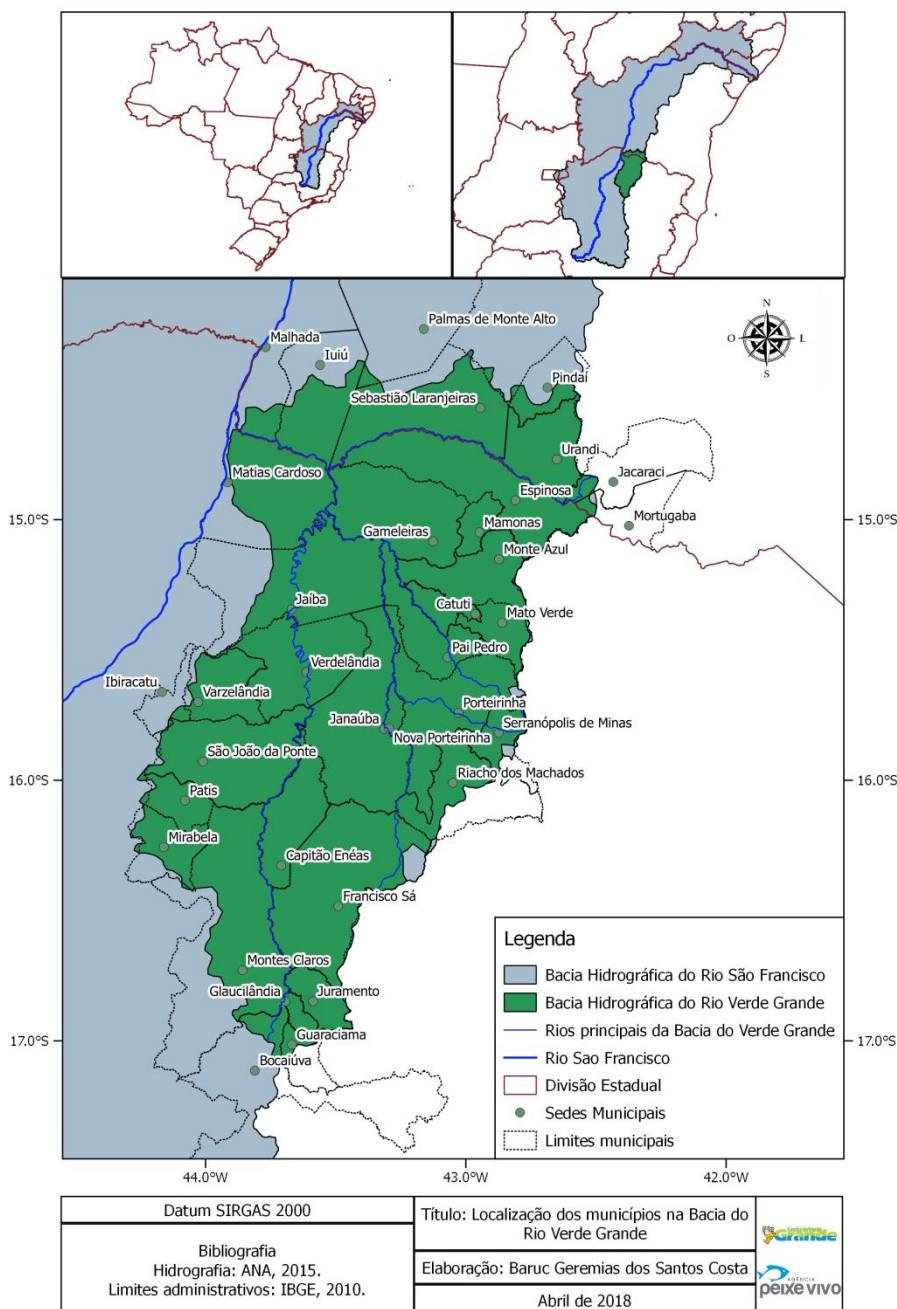 Palmas de Monte Alto
Malhada
Iuiú
Pindaí
Sebastião Laranjeiras
Urandi
Jacaraci
Matias Cardoso
Espinosa
Mortugaba
Mamonas
Gameleiras
Monte Azul
Catuti
Mato Verde
Jaíba
Pai Pedro
Verdelândia
Ibiracatu
Varzelândia
Porteirinha
Janaúba
Serranópolis de Minas
Nova Porteirinha
São João da Ponte
Riacho dos Machados
Patis
Mirabela
Capitão Enéas
Francisco Sá
Montes Claros
Glaucilândia
Juramento
Guaraciama
Bocaiúva
N
O L
S
15.0°S 15.0°S
16.0°S 16.0°S
17.0°S 17.0°S
44.0°W 43.0°W 42.0°W
Legenda
Bacia Hidrográfica do Rio São Francisco
Bacia Hidrográfica do Rio Verde Grande
Rios principais da Bacia do Verde Grande
Rio Sao Francisco
Divisão Estadual
Sedes Municipais
Limites municipais
Datum SIRGAS 2000
Bibliografia
Hidrografia: ANA, 2015.
Limites administrativos: IBGE, 2010.
Título: Localização dos municípios na Bacia do
Rio Verde Grande
Elaboração: Baruc Geremias dos Santos Costa
Abril de 2018
Grande
AGÊNCIA
peixe vivo